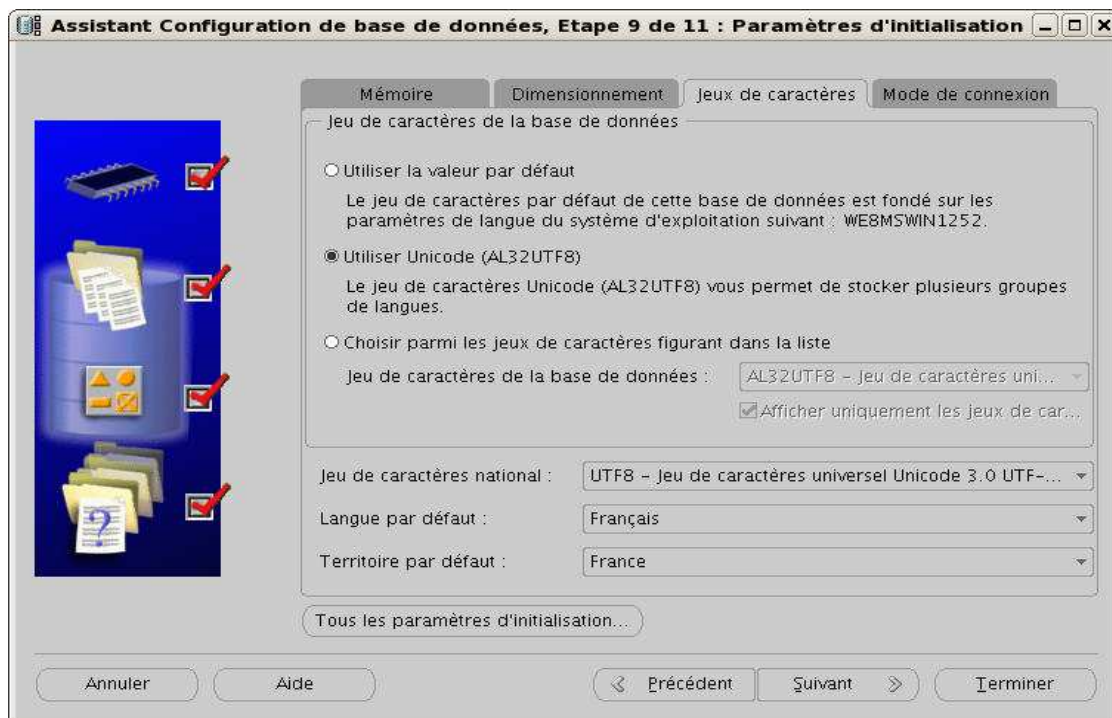 Assistant Configuration de base de données, Etape 9 de 11 : Paramètres d'initialisation
Mémoire Dimensionnement Jeux de caractères Mode de connexion
Jeu de caractères de la base de données
Utiliser la valeur par défaut
Le jeu de caractères par défaut de cette base de données est fondé sur les
paramètres de langue du système d'exploitation suivant : WE8MSWIN1252.
Utiliser Unicode (AL32UTF8)
Le jeu de caractères Unicode (AL32UTF8) vous permet de stocker plusieurs groupes
de langues.
Choisir parmi les jeux de caractères figurant dans la liste
Jeu de caractères de la base de données : AL32UTF8 – Jeu de caractères uni...
Afficher uniquement les jeux de car...
Jeu de caractères national : UTF8 – Jeu de caractères universel Unicode 3.0 UTF–...
Langue par défaut : Français
Territoire par défaut : France
Tous les paramètres d'initialisation...
Annuler Aide Précédent Suivant Terminer